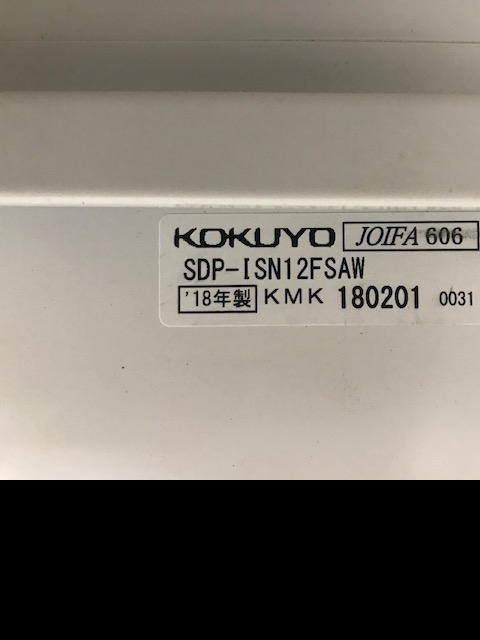 KOKUYO JOIFA 606
SDP-ISN12FSAW
'18年製 KMK 180201 0031